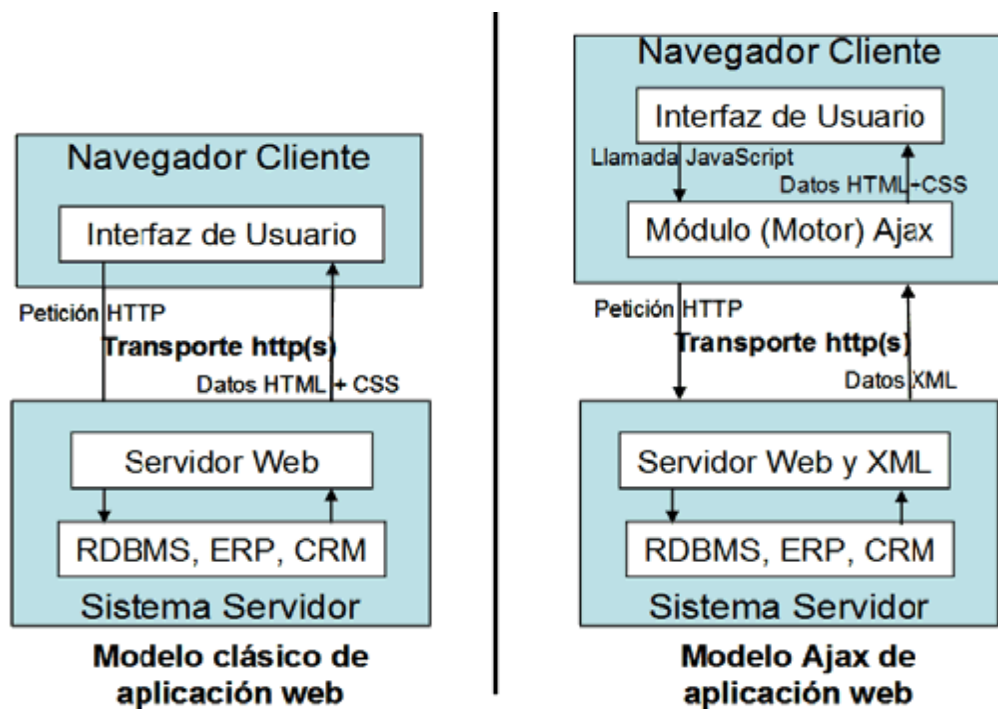 Navegador Cliente
Interfaz de Usuario
Petición HTTP
Transporte http(s)
Datos HTML + CSS
Servidor Web
RDBMS, ERP, CRM
Sistema Servidor
Modelo clásico de
aplicación web
Navegador Cliente
Interfaz de Usuario
Llamada JavaScript
Datos HTML+CSS
Módulo (Motor) Ajax
Petición HTTP
Transporte http(s)
Datos XML
Servidor Web y XML
RDBMS, ERP, CRM
Sistema Servidor
Modelo Ajax de
aplicación web